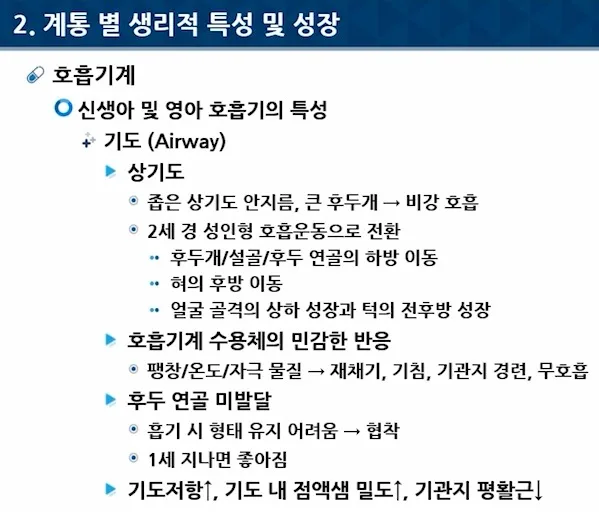 2. 계통 별 생리적 특성 및 성장
호흡기계
신생아 및 영아 호흡기의 특성
기도 (Airway)
상기도
좁은 상기도 안지름, 큰 후두개 → 비강 호흡
2세 경 성인형 호흡운동으로 전환
후두개/설골/후두 연골의 하방 이동
혀의 후방 이동
얼굴 골격의 상하 성장과 턱의 전후방 성장
호흡기계 수용체의 민감한 반응
팽창/온도/자극 물질 → 재채기, 기침, 기관지 경련, 무호흡
후두 연골 미발달
흡기 시 형태 유지 어려움 → 협착
1세 지나면 좋아짐
기도저항↑, 기도 내 점액샘 밀도↑, 기관지 평활근↓